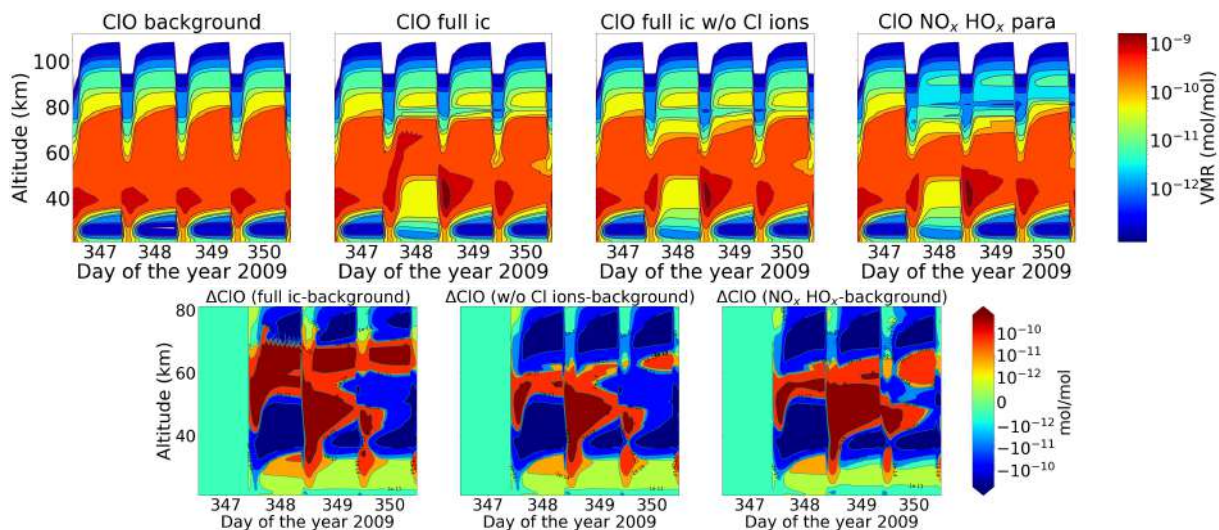 ClO background
ClO full ic
ClO full ic w/o Cl ions
ClO NOₓ HOₓ para
Altitude (km)
100
80
60
40
347 348 349 350
347 348 349 350
347 348 349 350
347 348 349 350
Day of the year 2009
Day of the year 2009
Day of the year 2009
Day of the year 2009
10⁻⁹
10⁻¹⁰
10⁻¹¹
10⁻¹²
VMR (mol/mol)
ΔClO (full ic-background)
ΔClO (w/o Cl ions-background)
ΔClO (NOₓ HOₓ-background)
Altitude (km)
80
60
40
347 348 349 350
347 348 349 350
347 348 349 350
Day of the year 2009
Day of the year 2009
Day of the year 2009
10⁻¹⁰
10⁻¹¹
10⁻¹²
0
−10⁻¹²
−10⁻¹¹
−10⁻¹⁰
mol/mol